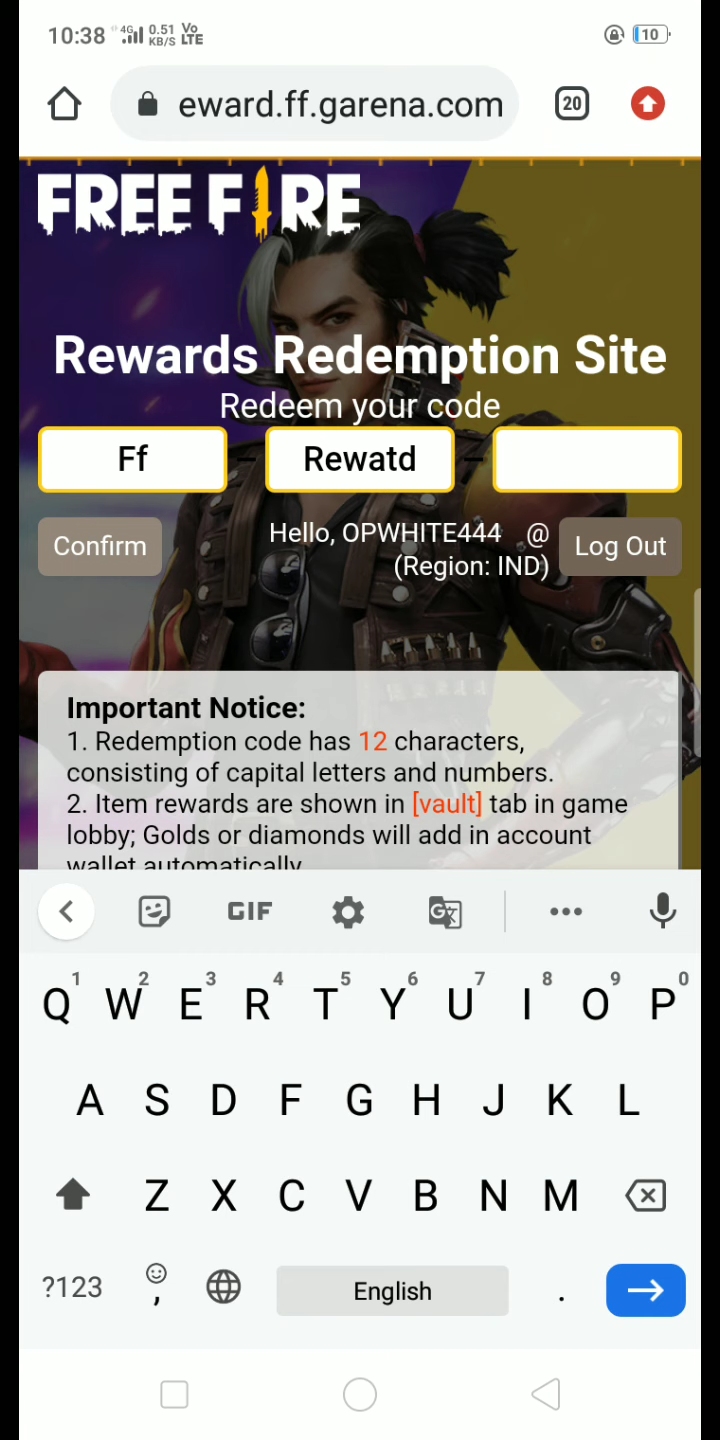 10:38 4G 0.51 KB/S Vo LTE 10
eward.ff.garena.com 20
FREE FIRE
Rewards Redemption Site
Redeem your code
Ff - Rewatd -
Confirm
Hello, OPWHITE444 @
(Region: IND)
Log Out
Important Notice:
1. Redemption code has 12 characters,
consisting of capital letters and numbers.
2. Item rewards are shown in [vault] tab in game
lobby; Golds or diamonds will add in account
wallet automatically
GIF G
1 2 3 4 5 6 7 8 9 0
Q W E R T Y U I O P
A S D F G H J K L
Z X C V B N M
?123 , English .